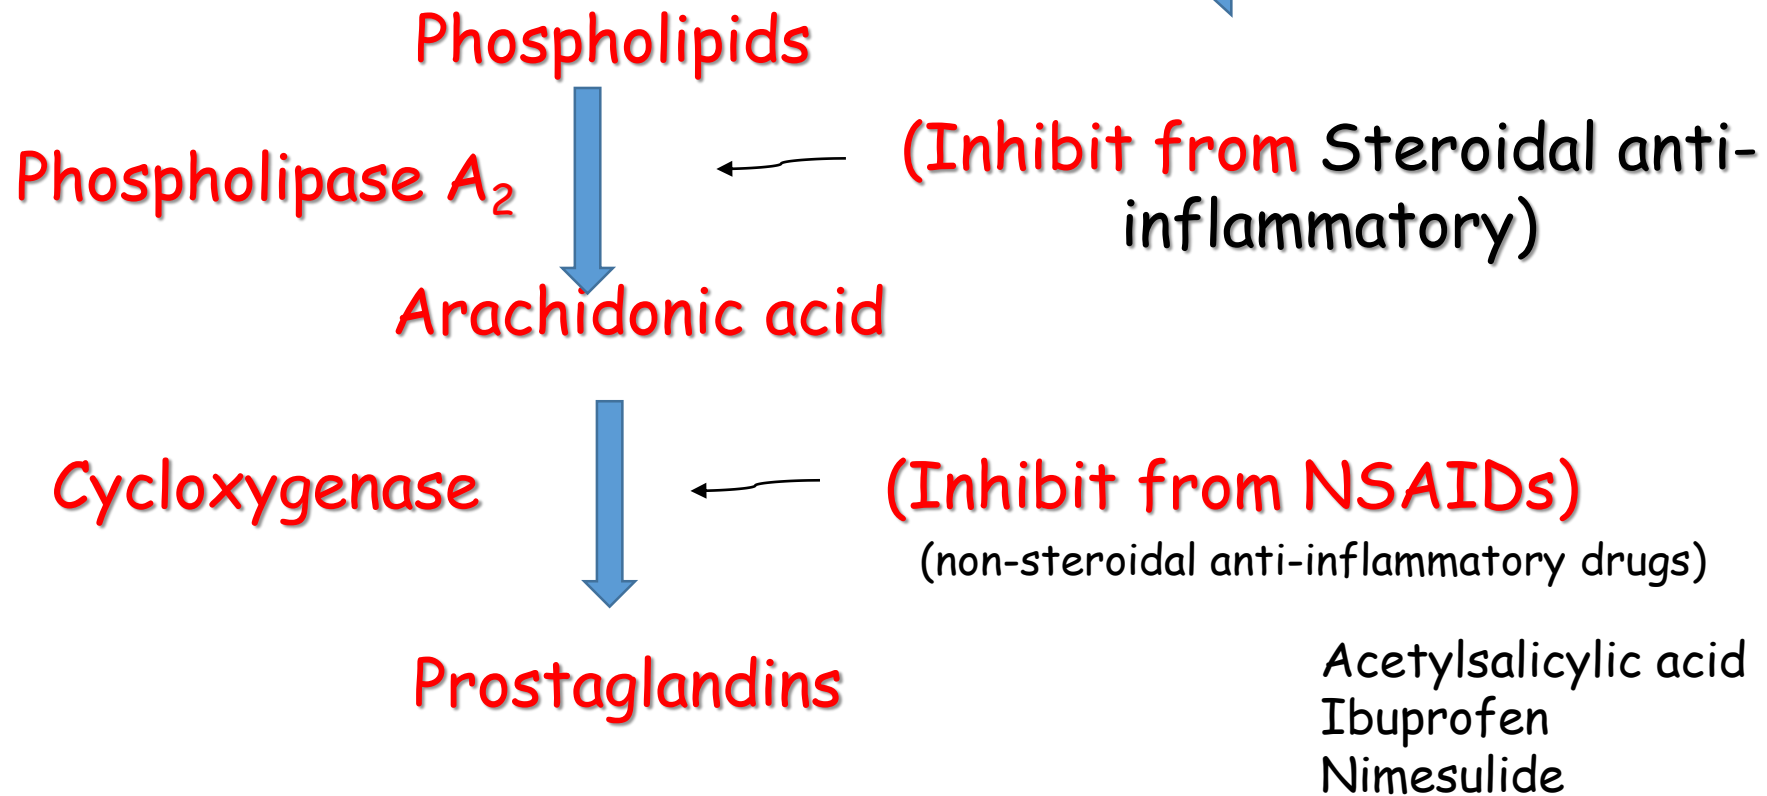 Phospholipids
Phospholipase A₂
(Inhibit from Steroidal anti-
inflammatory)
Arachidonic acid
Cycloxygenase
(Inhibit from NSAIDs)
(non-steroidal anti-inflammatory drugs)
Prostaglandins
Acetylsalicylic acid
Ibuprofen
Nimesulide